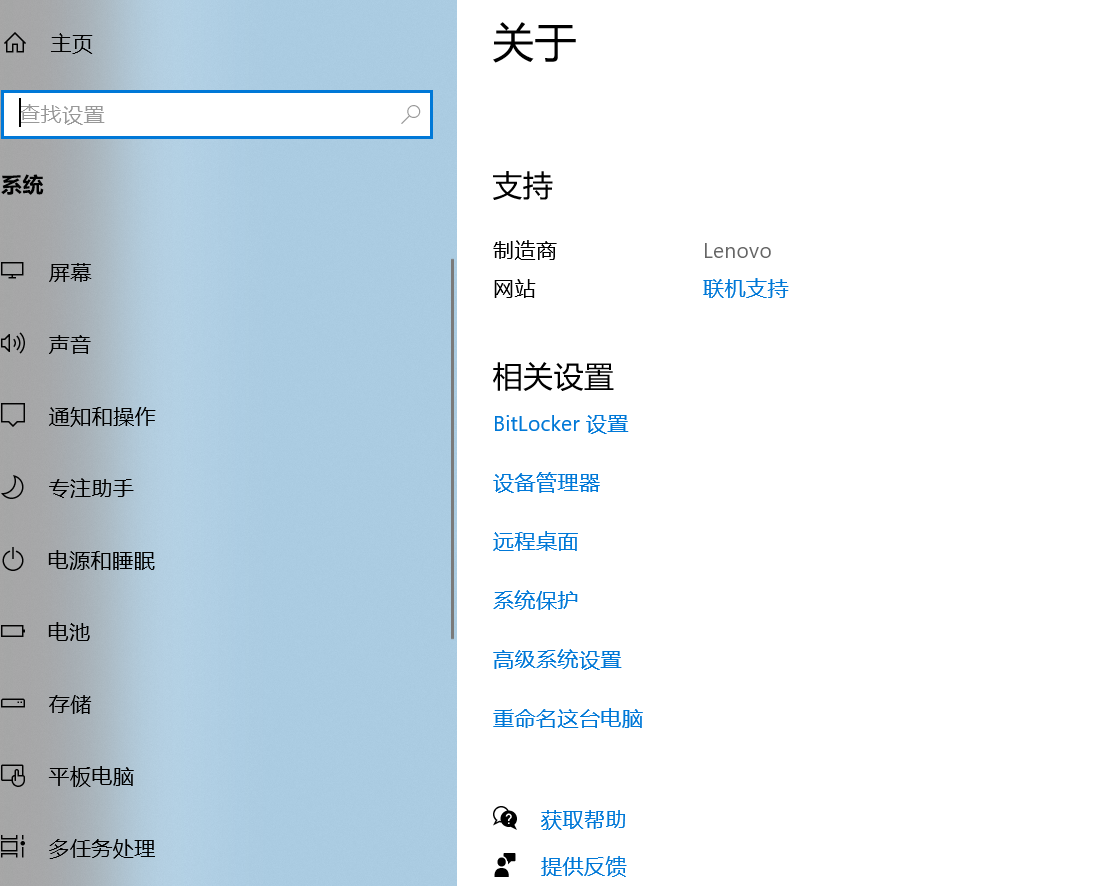 主页
查找设置
系统
屏幕
声音
通知和操作
专注助手
电源和睡眠
电池
存储
平板电脑
多任务处理
关于
支持
制造商 Lenovo
网站 联机支持
相关设置
BitLocker 设置
设备管理器
远程桌面
系统保护
高级系统设置
重命名这台电脑
获取帮助
提供反馈